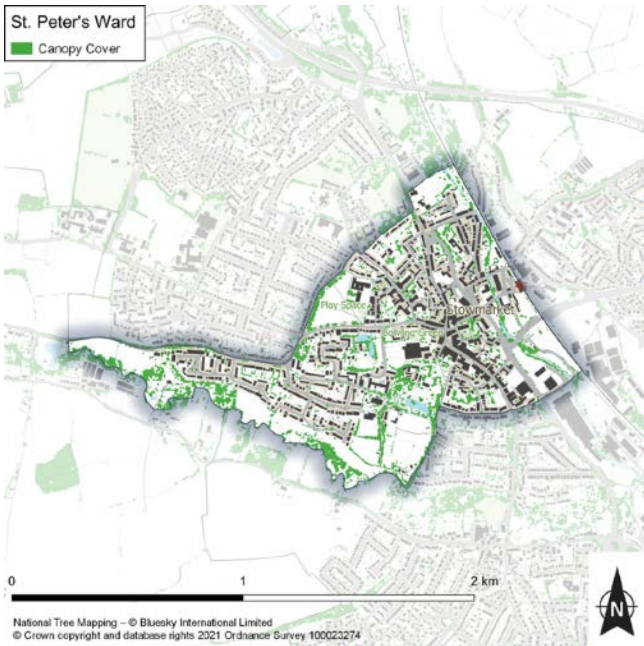 St. Peter's Ward
Canopy Cover
Play Space
Stowmarket
0
1
2 km
N
National Tree Mapping – © Bluesky International Limited
© Crown copyright and database rights 2021 Ordnance Survey 100023274